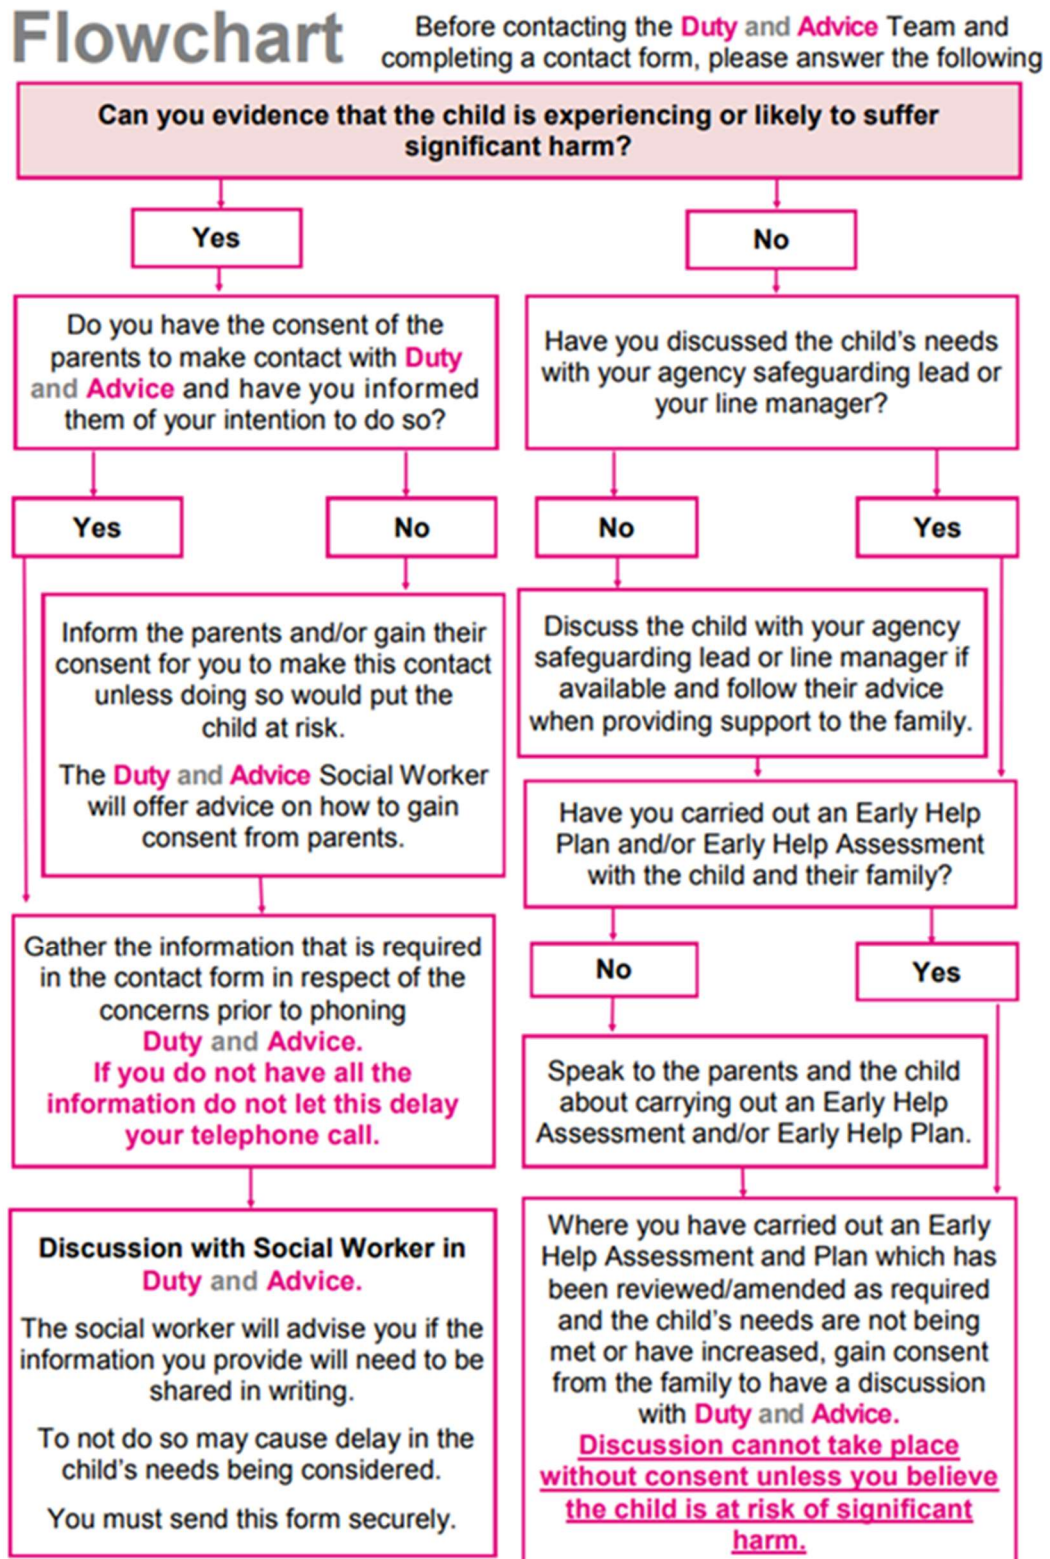 Flowchart
Before contacting the Duty and Advice Team and
completing a contact form, please answer the following
Can you evidence that the child is experiencing or likely to suffer
significant harm?
Yes
No
Do you have the consent of the
parents to make contact with Duty
and Advice and have you informed
them of your intention to do so?
Have you discussed the child's needs
with your agency safeguarding lead or
your line manager?
Yes
No
No
Yes
Inform the parents and/or gain their
consent for you to make this contact
unless doing so would put the
child at risk.
The Duty and Advice Social Worker
will offer advice on how to gain
consent from parents.
Discuss the child with your agency
safeguarding lead or line manager if
available and follow their advice
when providing support to the family.
Have you carried out an Early Help
Plan and/or Early Help Assessment
with the child and their family?
Gather the information that is required
in the contact form in respect of the
concerns prior to phoning
Duty and Advice.
If you do not have all the
information do not let this delay
your telephone call.
No
Yes
Speak to the parents and the child
about carrying out an Early Help
Assessment and/or Early Help Plan.
Discussion with Social Worker in
Duty and Advice.
The social worker will advise you if the
information you provide will need to be
shared in writing.
To not do so may cause delay in the
child's needs being considered.
You must send this form securely.
Where you have carried out an Early
Help Assessment and Plan which has
been reviewed/amended as required
and the child's needs are not being
met or have increased, gain consent
from the family to have a discussion
with Duty and Advice.
Discussion cannot take place
without consent unless you believe
the child is at risk of significant
harm.